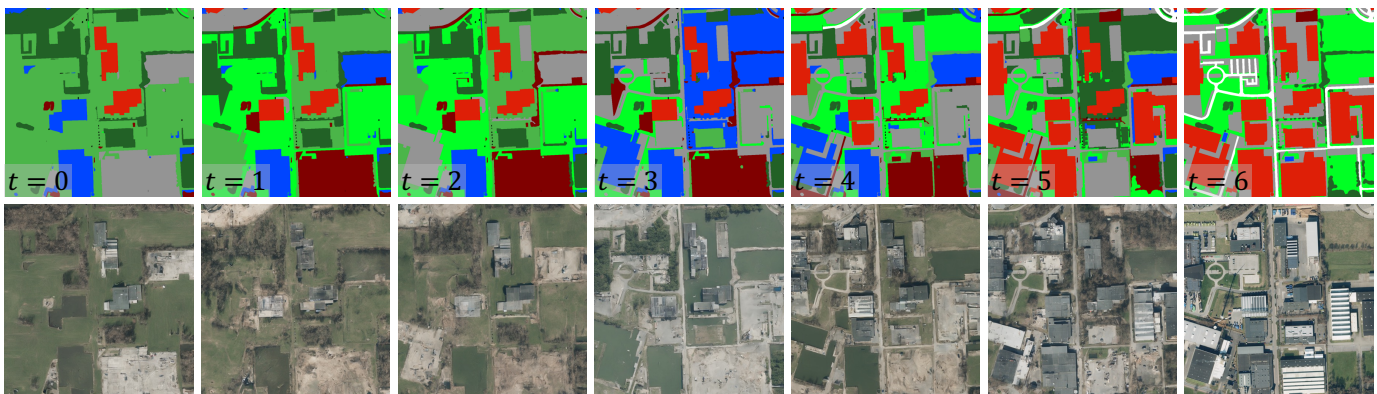 t = 0
t = 1
t = 2
t = 3
t = 4
t = 5
t = 6